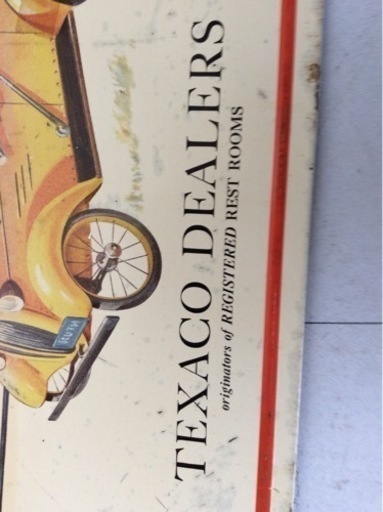 TEXACO DEALERS
originators of REGISTERED REST ROOMS